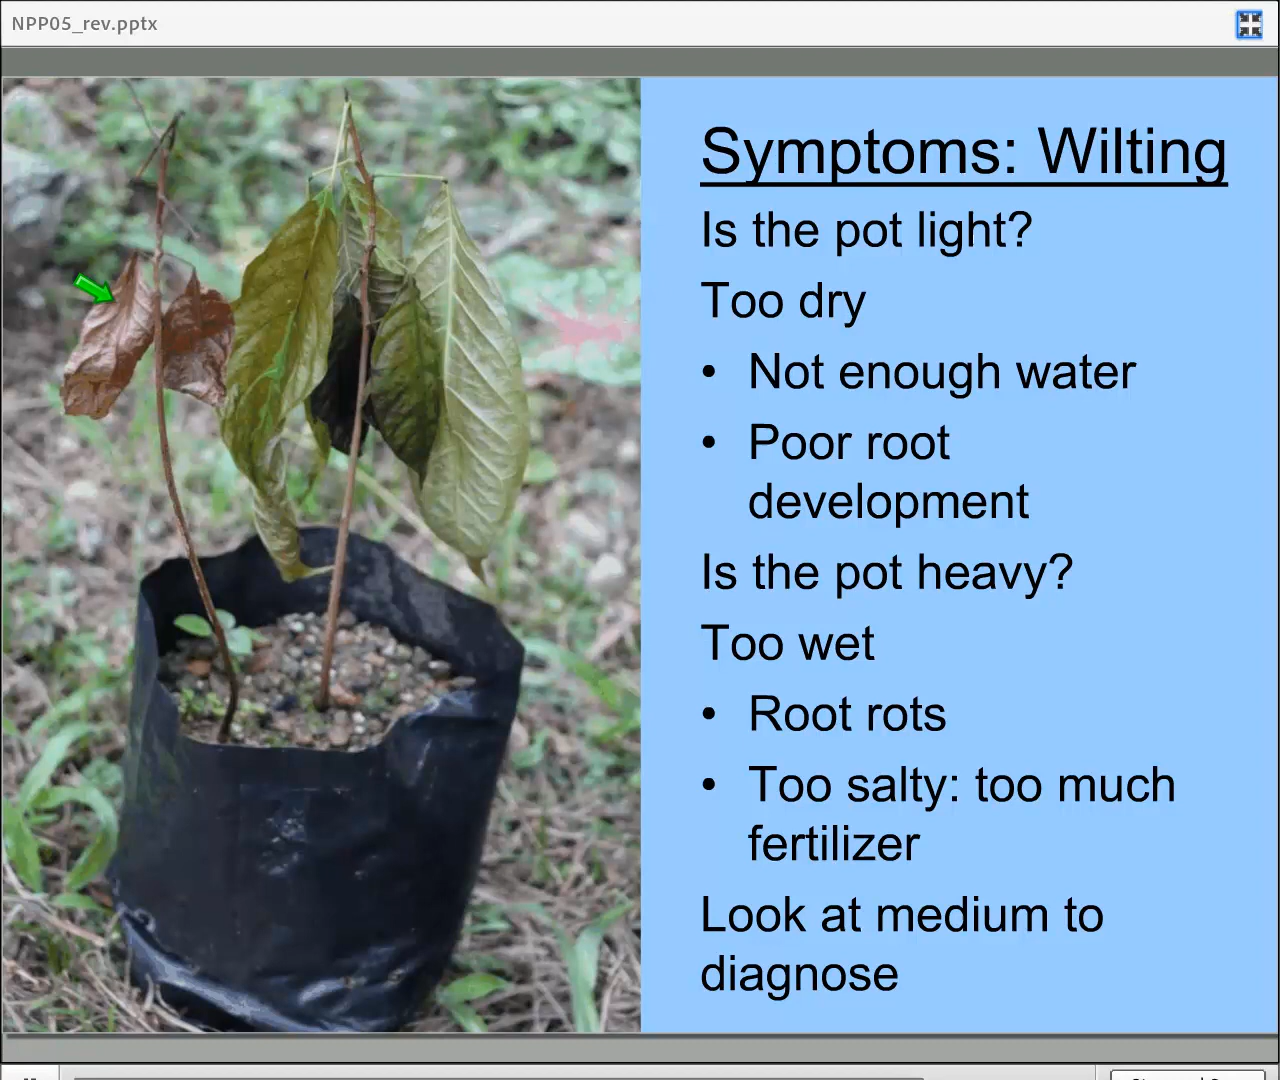 NPP05_rev.pptx
Symptoms: Wilting
Is the pot light?
Too dry
• Not enough water
• Poor root
development
Is the pot heavy?
Too wet
• Root rots
• Too salty: too much
fertilizer
Look at medium to
diagnose